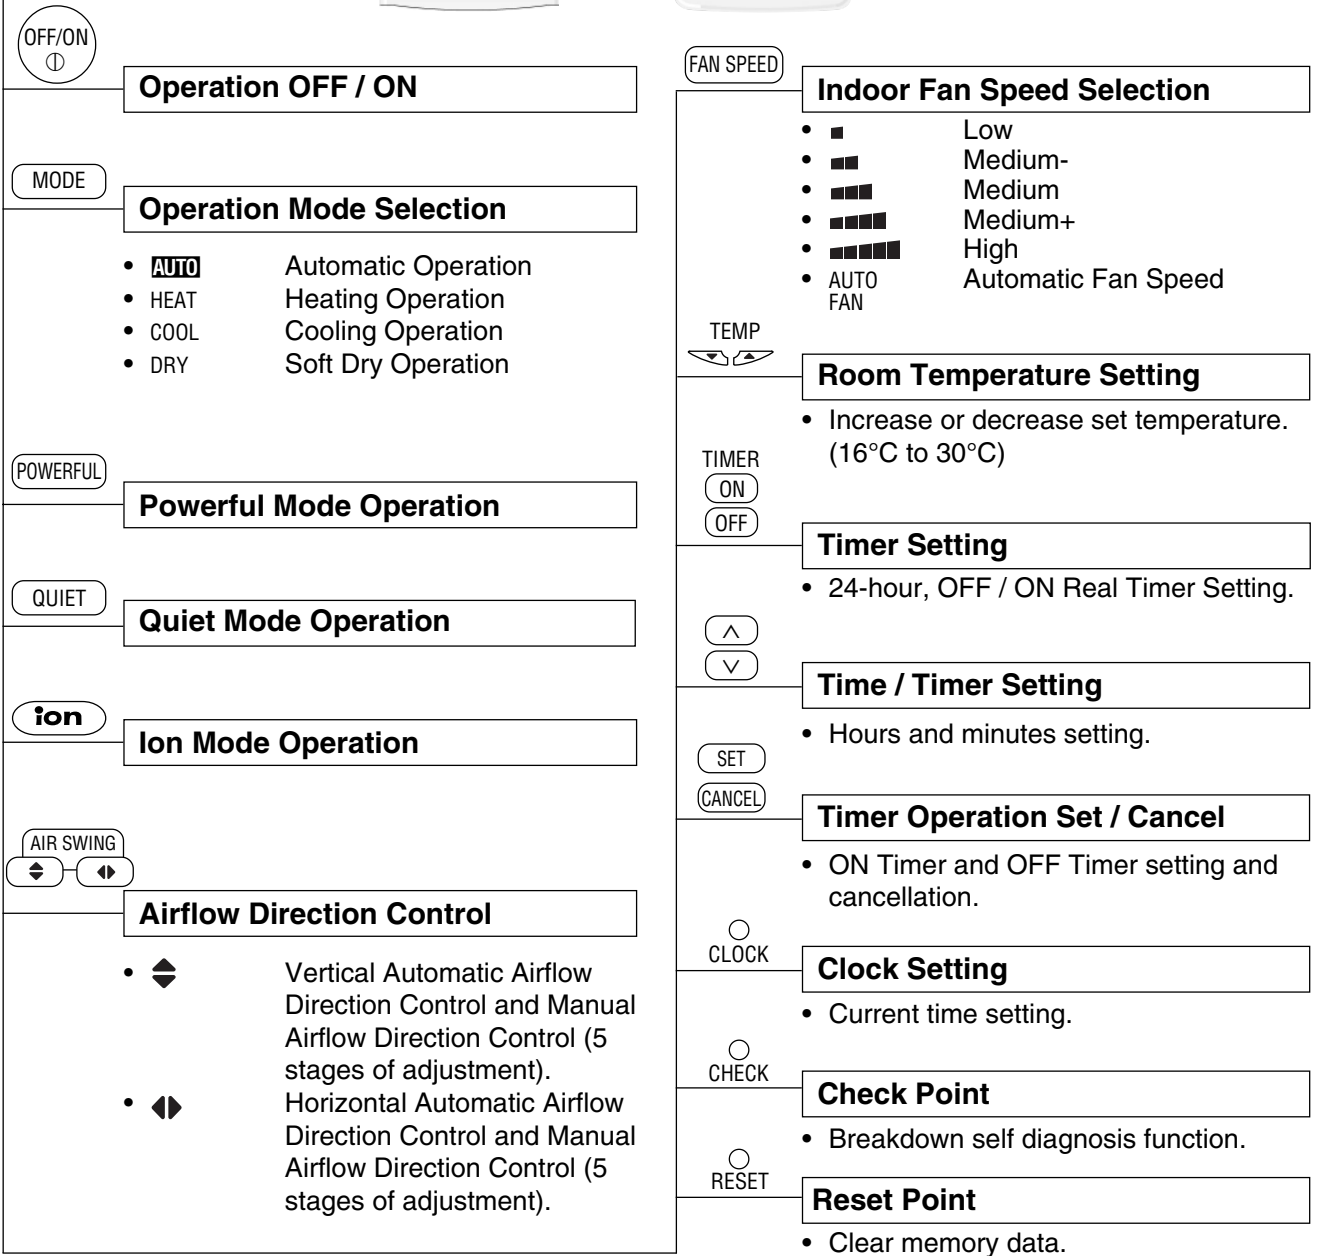 OFF/ON
Operation OFF / ON
MODE
Operation Mode Selection
• AUTO Automatic Operation
• HEAT Heating Operation
• COOL Cooling Operation
• DRY Soft Dry Operation
POWERFUL
Powerful Mode Operation
QUIET
Quiet Mode Operation
ion
Ion Mode Operation
AIR SWING
Airflow Direction Control
• Vertical Automatic Airflow
Direction Control and Manual
Airflow Direction Control (5
stages of adjustment).
• Horizontal Automatic Airflow
Direction Control and Manual
Airflow Direction Control (5
stages of adjustment).
FAN SPEED
Indoor Fan Speed Selection
• Low
• Medium-
• Medium
• Medium+
• High
• AUTO Automatic Fan Speed
FAN
TEMP
Room Temperature Setting
• Increase or decrease set temperature.
(16°C to 30°C)
TIMER
ON
OFF
Timer Setting
• 24-hour, OFF / ON Real Timer Setting.
Time / Timer Setting
• Hours and minutes setting.
SET
CANCEL
Timer Operation Set / Cancel
• ON Timer and OFF Timer setting and
cancellation.
CLOCK
Clock Setting
• Current time setting.
CHECK
Check Point
• Breakdown self diagnosis function.
RESET
Reset Point
• Clear memory data.